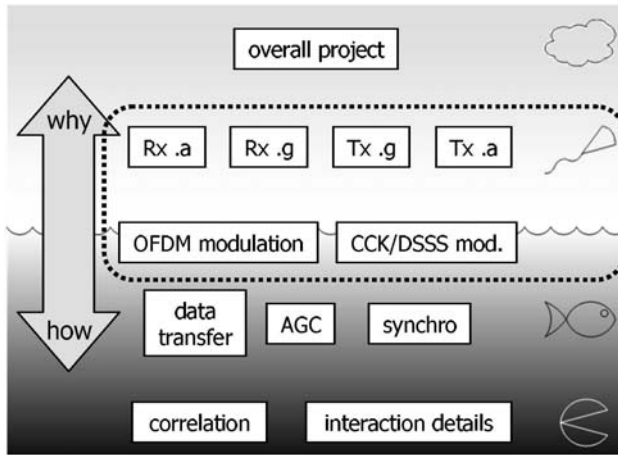 overall project
why
Rx .a
Rx .g
Tx .g
Tx .a
OFDM modulation
CCK/DSSS mod.
how
data
transfer
AGC
synchro
correlation
interaction details